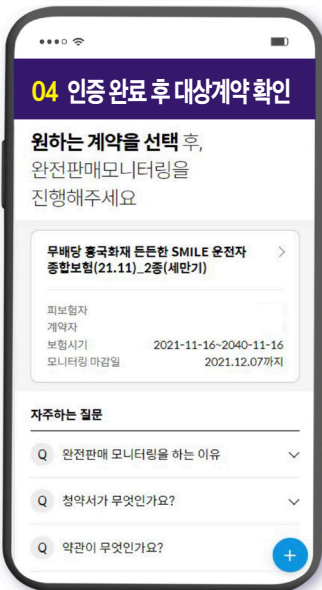 04 인증 완료 후 대상계약 확인
원하는 계약을 선택 후,
완전판매모니터링을
진행해주세요
무배당 흥국화재 든든한 SMILE 운전자
종합보험(21.11)_2종(세만기)
피보험자
계약자
보험시기 2021-11-16~2040-11-16
모니터링 마감일 2021.12.07까지
자주하는 질문
Q 완전판매 모니터링을 하는 이유
Q 청약서가 무엇인가요?
Q 약관이 무엇인가요?
+